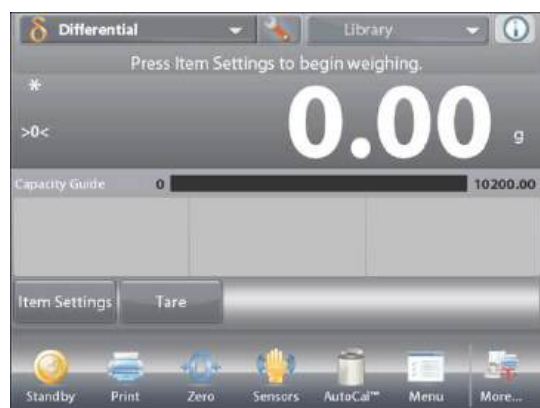 δ Differential Library
Press Item Settings to begin weighing.
*
>0<
0.00 g
Capacity Guide 0 10200.00
Item Settings Tare
Standby Print Zero Sensors AutoCal™ Menu More...